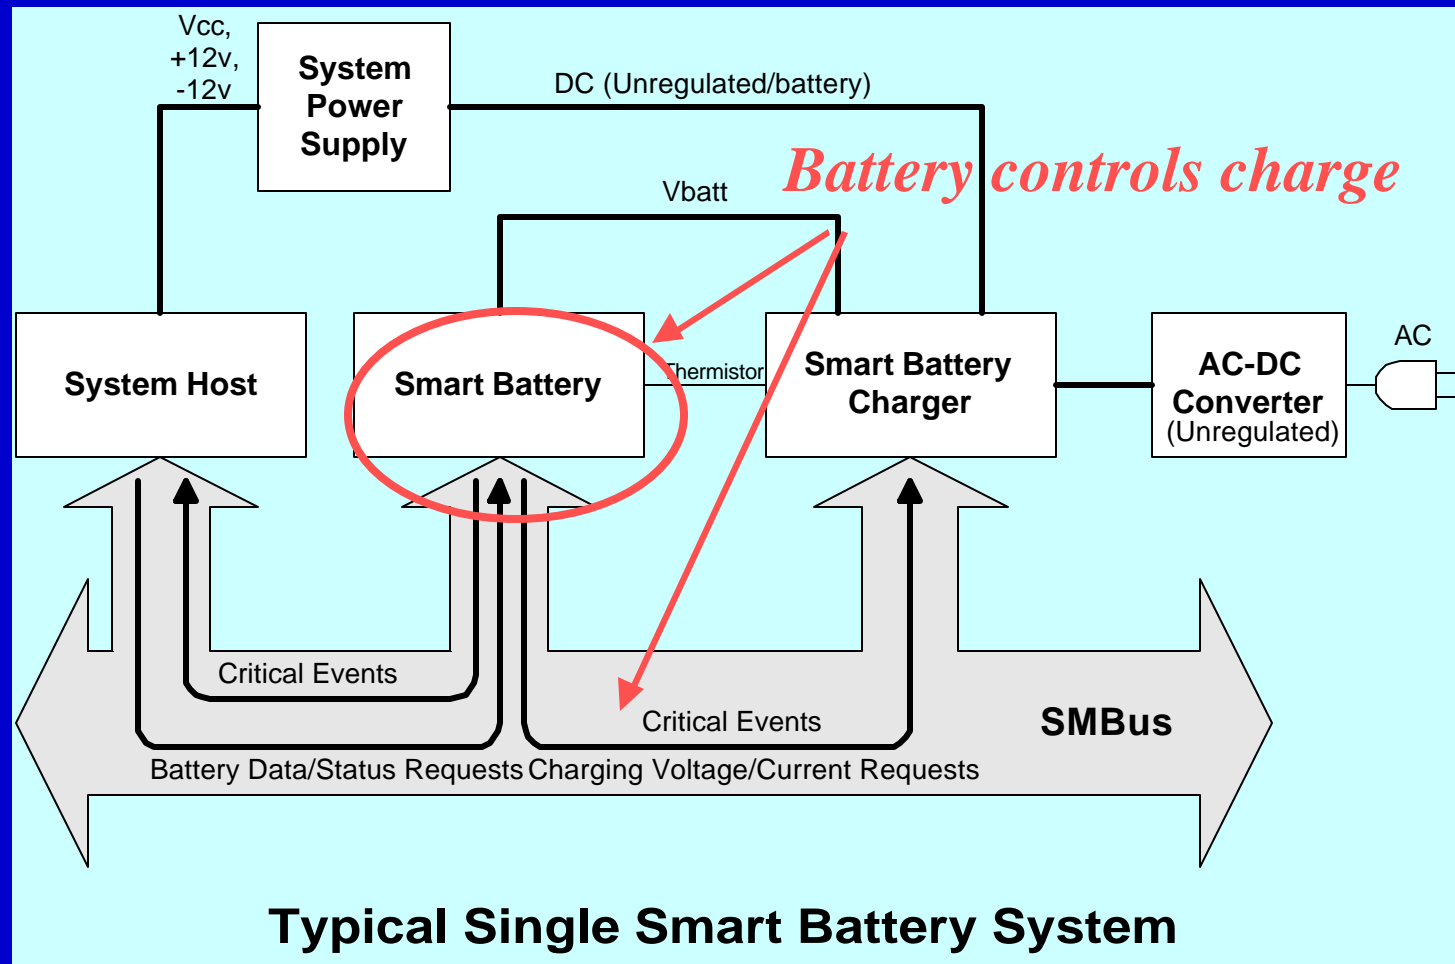 Vcc,
+12v,
-12v
System
Power
Supply
DC (Unregulated/battery)
Battery controls charge
Vbatt
System Host
Smart Battery
Thermistor
Smart Battery
Charger
AC-DC
Converter
(Unregulated)
AC
Critical Events
Critical Events
SMBus
Battery Data/Status Requests
Charging Voltage/Current Requests
Typical Single Smart Battery System